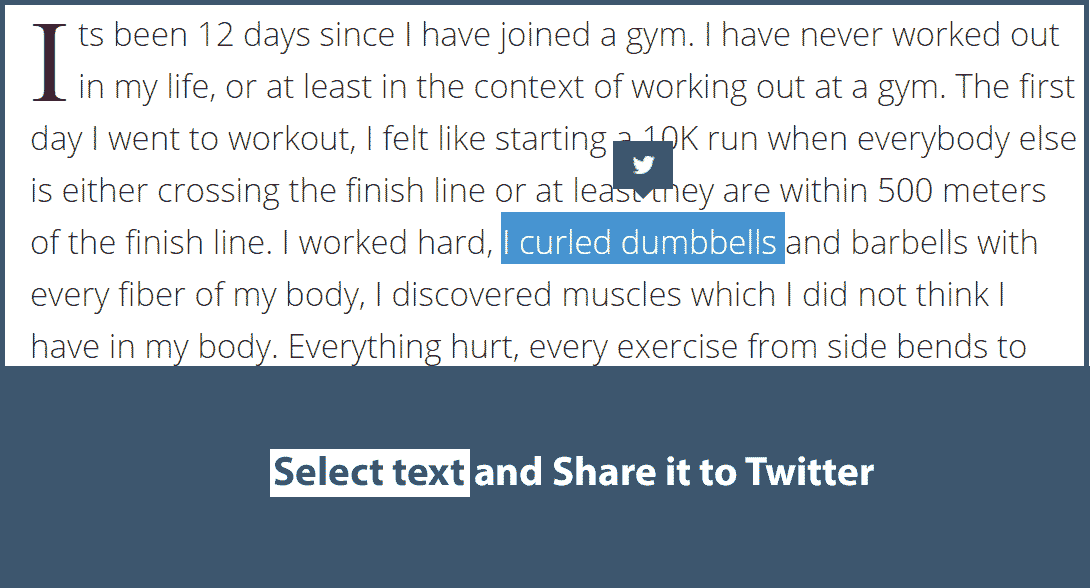 Its been 12 days since I have joined a gym. I have never worked out
in my life, or at least in the context of working out at a gym. The first
day I went to workout, I felt like starting a 10K run when everybody else
is either crossing the finish line or at least they are within 500 meters
of the finish line. I worked hard, I curled dumbbells and barbells with
every fiber of my body, I discovered muscles which I did not think I
have in my body. Everything hurt, every exercise from side bends to
Select text and Share it to Twitter